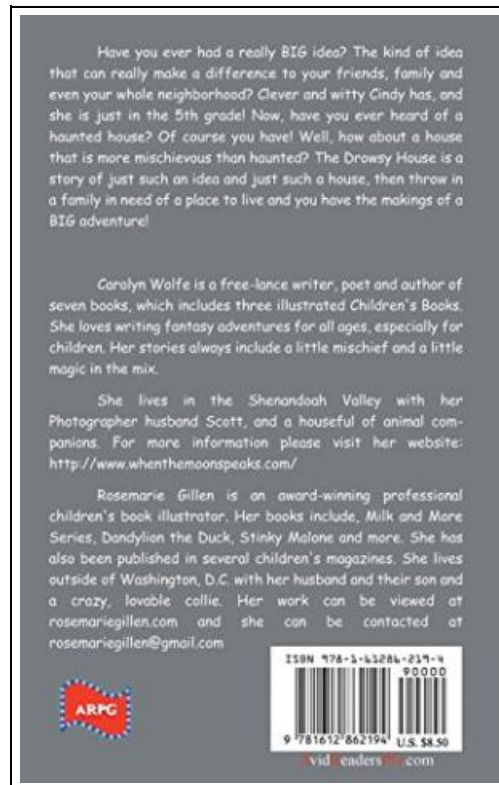 Have you ever had a really BIG idea? The kind of idea
that can really make a difference to your friends, family and
even your whole neighborhood? Clever and witty Cindy has, and
she is just in the 5th grade! Now, have you ever heard of a
haunted house? Of course you have! Well, how about a house
that is more mischievous than haunted? The Drowsy House is a
story of just such an idea and just such a house, then throw in
a family in need of a place to live and you have the makings of a
BIG adventure!
Carolyn Wolfe is a free-lance writer, poet and author of
seven books, which includes three illustrated Children's Books.
She loves writing fantasy adventures for all ages, especially for
children. Her stories always include a little mischief and a little
magic in the mix.
She lives in the Shenandoah Valley with her
Photographer husband Scott, and a houseful of animal com-
panions. For more information please visit her website:
http://www.whenthemoonspeaks.com/
Rosemarie Gillen is an award-winning professional
children's book illustrator. Her books include, Milk and More
Series, Dandylion the Duck, Stinky Malone and more. She has
also been published in several children's magazines. She lives
outside of Washington, D.C. with her husband and their son and
a crazy, lovable collie. Her work can be viewed at
rosemariegillen.com and she can be contacted at
rosemariegillen@gmail.com
ARPG
ISBN 978-1-61286-219-4
90000
9 781612 862194
U.S. $8.50